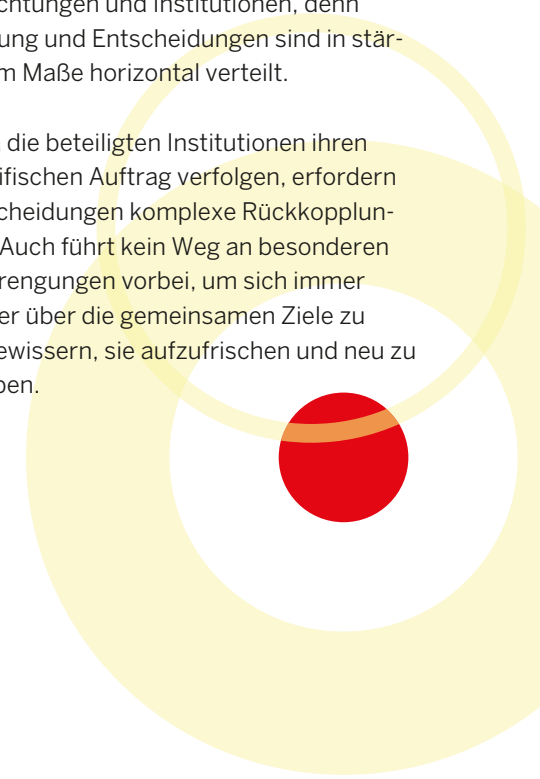 chtungen und Institutionen, denn
ung und Entscheidungen sind in stär-
m Maße horizontal verteilt.
die beteiligten Institutionen ihren
ifischen Auftrag verfolgen, erfordern
cheidungen komplexe Rückkopplun-
Auch führt kein Weg an besonderen
rengungen vorbei, um sich immer
er über die gemeinsamen Ziele zu
ewissern, sie aufzufrischen und neu zu
ben.